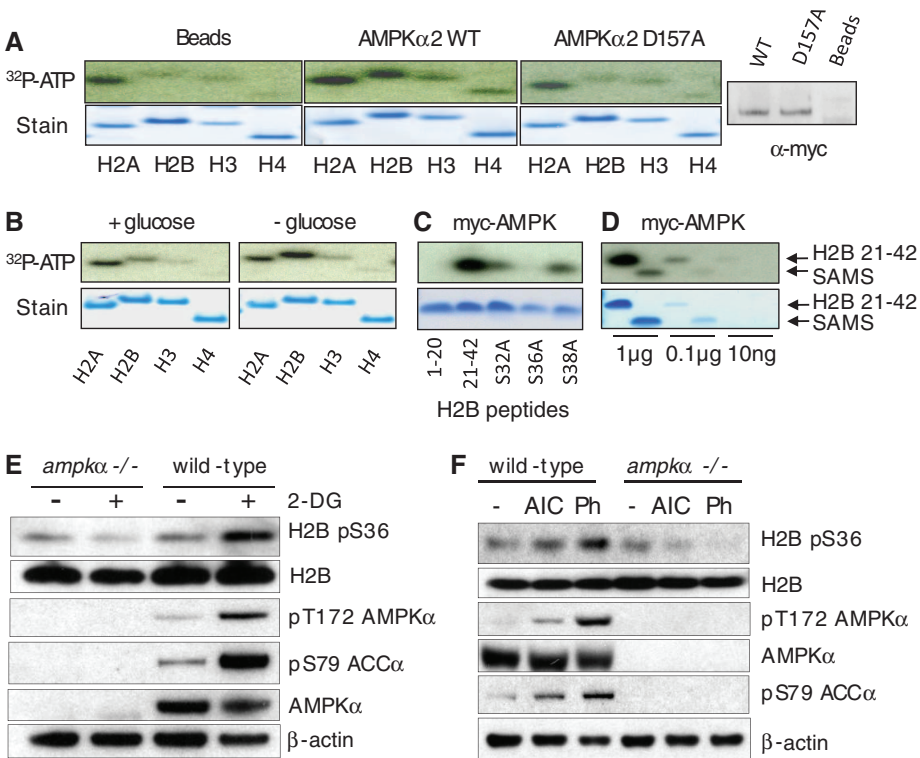 A
Beads
AMPKα2 WT
AMPKα2 D157A
WT
D157A
Beads
³²P-ATP
Stain
H2A H2B H3 H4
H2A H2B H3 H4
H2A H2B H3 H4
α-myc
B
+ glucose
- glucose
³²P-ATP
Stain
H2A H2B H3 H4
H2A H2B H3 H4
C
myc-AMPK
1-20
21-42
S32A
S36A
S38A
H2B peptides
D
myc-AMPK
H2B 21-42
SAMS
H2B 21-42
SAMS
1μg 0.1μg 10ng
E
ampkα -/- wild -type
- + - + 2-DG
H2B pS36
H2B
pT172 AMPKα
pS79 ACCα
AMPKα
β-actin
F
wild -type ampkα -/-
- AIC Ph - AIC Ph
H2B pS36
H2B
pT172 AMPKα
AMPKα
pS79 ACCα
β-actin